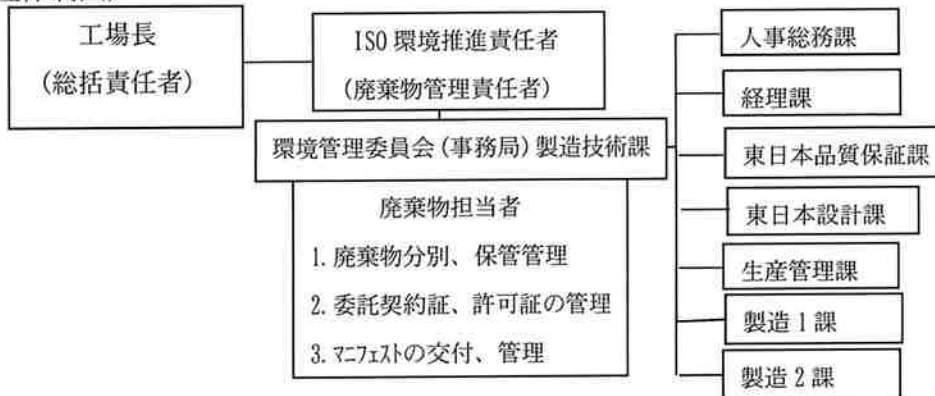 工場長
(総括責任者)
ISO 環境推進責任者
(廃棄物管理責任者)
環境管理委員会(事務局)製造技術課
廃棄物担当者
1. 廃棄物分別、保管管理
2. 委託契約証、許可証の管理
3. マニフェストの交付、管理
人事総務課
経理課
東日本品質保証課
東日本設計課
生産管理課
製造1課
製造2課